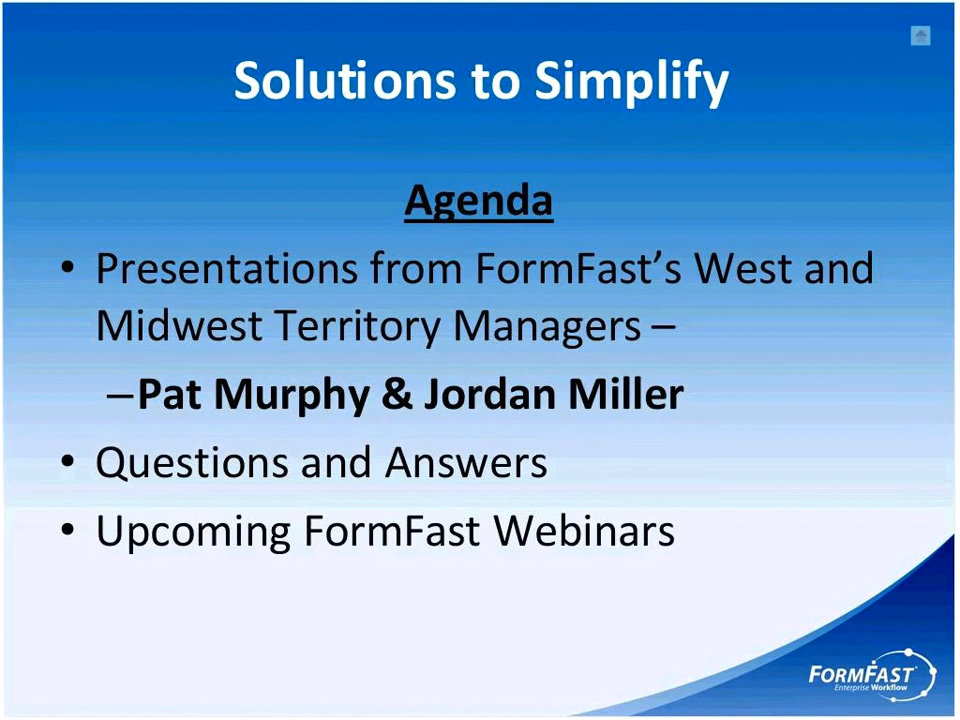 Solutions to Simplify
Agenda
• Presentations from FormFast’s West and
Midwest Territory Managers –
–Pat Murphy & Jordan Miller
• Questions and Answers
• Upcoming FormFast Webinars
FORMFAST
Enterprise Workflow